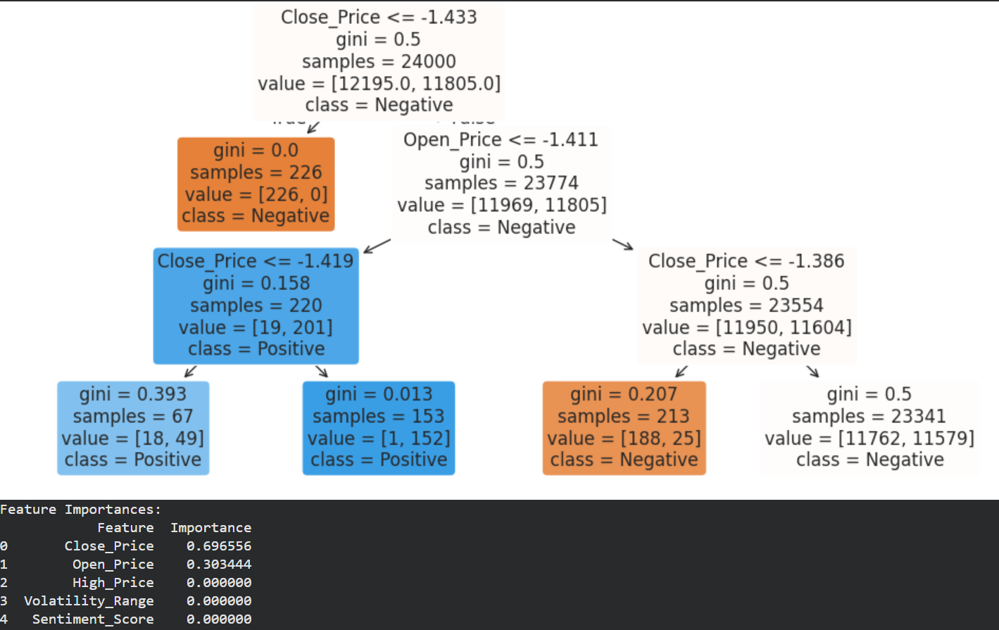 Close_Price <= -1.433
gini = 0.5
samples = 24000
value = [12195.0, 11805.0]
class = Negative
gini = 0.0
samples = 226
value = [226, 0]
class = Negative
Open_Price <= -1.411
gini = 0.5
samples = 23774
value = [11969, 11805]
class = Negative
Close_Price <= -1.419
gini = 0.158
samples = 220
value = [19, 201]
class = Positive
Close_Price <= -1.386
gini = 0.5
samples = 23554
value = [11950, 11604]
class = Negative
gini = 0.393
samples = 67
value = [18, 49]
class = Positive
gini = 0.013
samples = 153
value = [1, 152]
class = Positive
gini = 0.207
samples = 213
value = [188, 25]
class = Negative
gini = 0.5
samples = 23341
value = [11762, 11579]
class = Negative
Feature Importances:
Feature Importance
0 Close_Price 0.696556
1 Open_Price 0.303444
2 High_Price 0.000000
3 Volatility_Range 0.000000
4 Sentiment_Score 0.000000